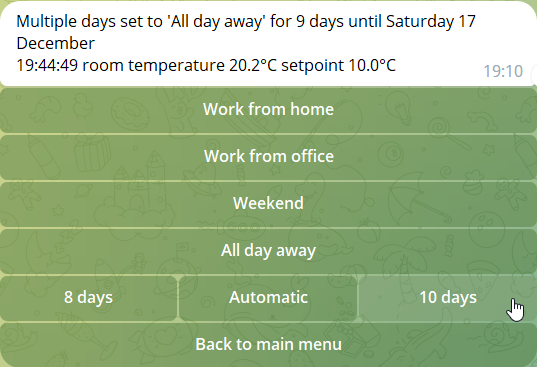 Multiple days set to 'All day away' for 9 days until Saturday 17
December
19:44:49 room temperature 20.2°C setpoint 10.0°C
19:10
Work from home
Work from office
Weekend
All day away
8 days
Automatic
10 days
Back to main menu